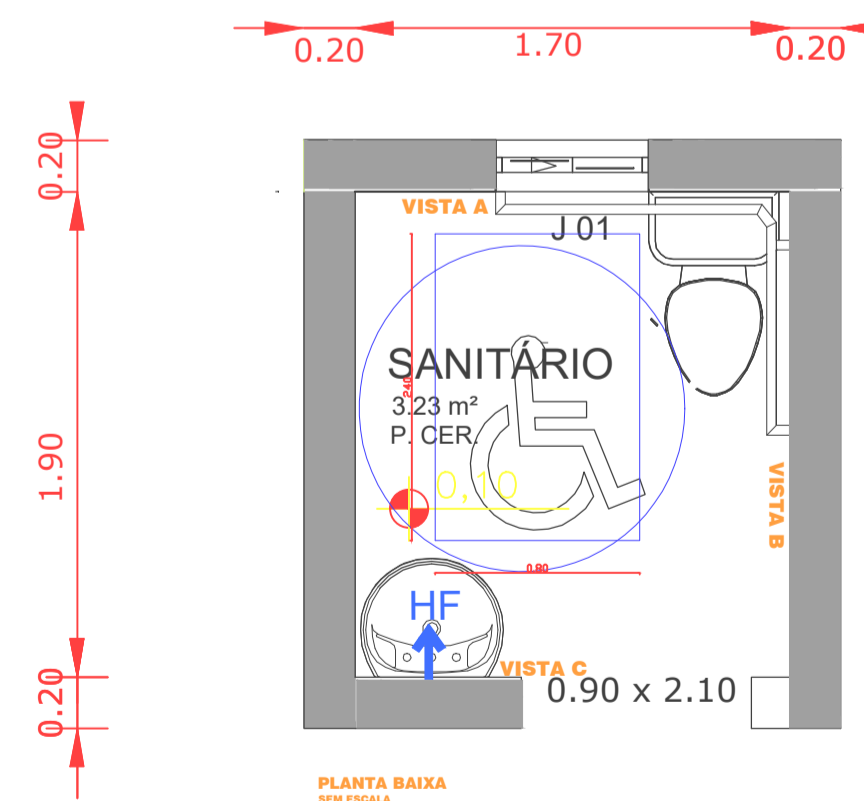 0.20
1.70
0.20
0.20
1.90
0.20
VISTA A
J 01
SANITÁRIO
3.23 m²
P. CER.
240
0,10
VISTA B
0.80
HF
VISTA C
0.90 x 2.10
PLANTA BAIXA
SEM ESCALA